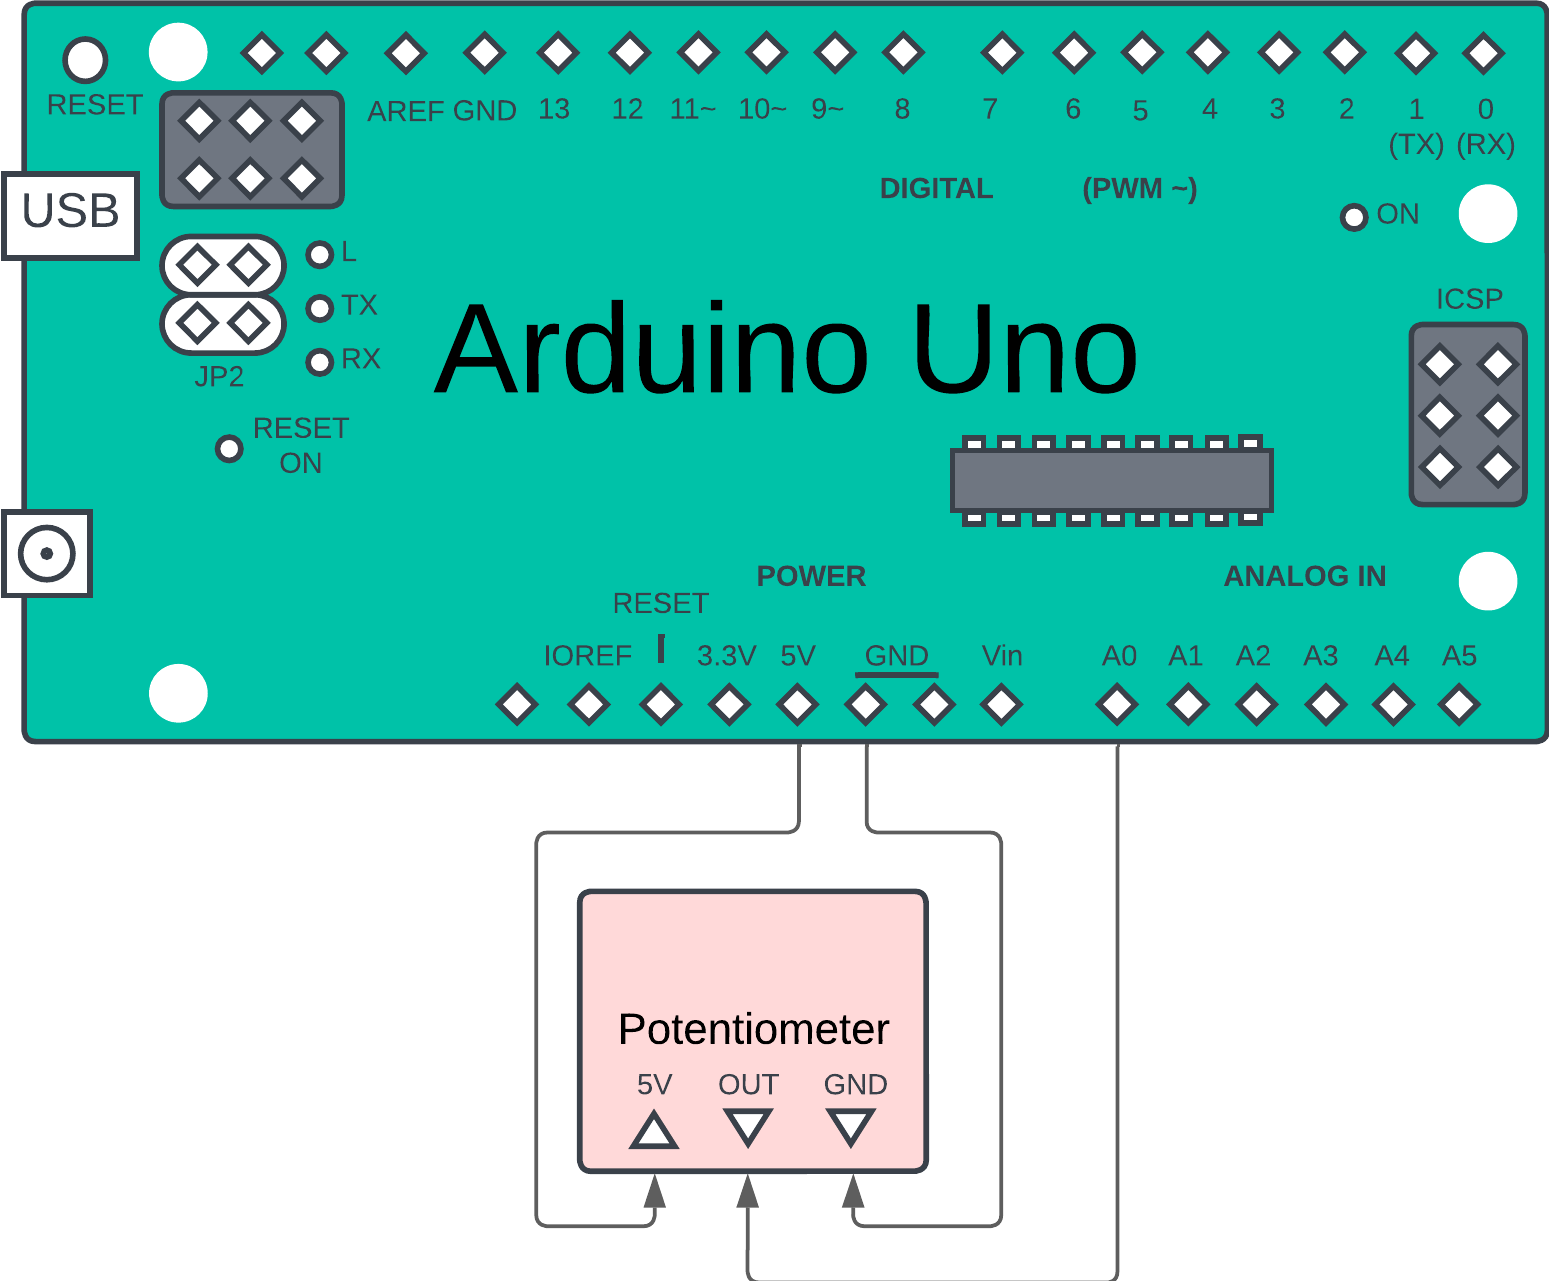 RESET
AREF GND 13 12 11~ 10~ 9~ 8 7 6 5 4 3 2 1 0
(TX) (RX)
DIGITAL (PWM ~)
USB
ON
L
TX
RX
JP2
ICSP
Arduino Uno
RESET
ON
POWER
ANALOG IN
RESET
IOREF 3.3V 5V GND Vin A0 A1 A2 A3 A4 A5
Potentiometer
5V OUT GND